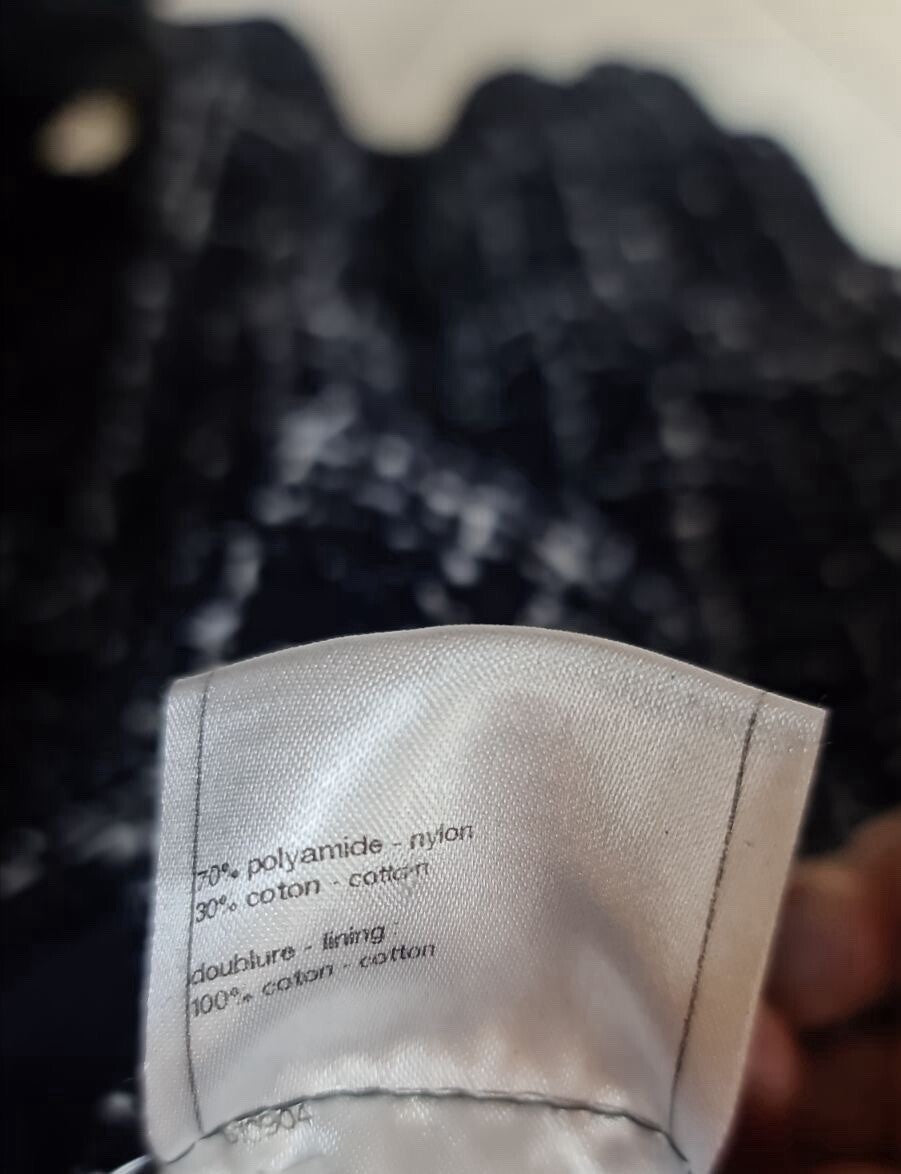 70% polyamide - nylon
30% coton - cotton
doublure - lining :
100% coton - cotton